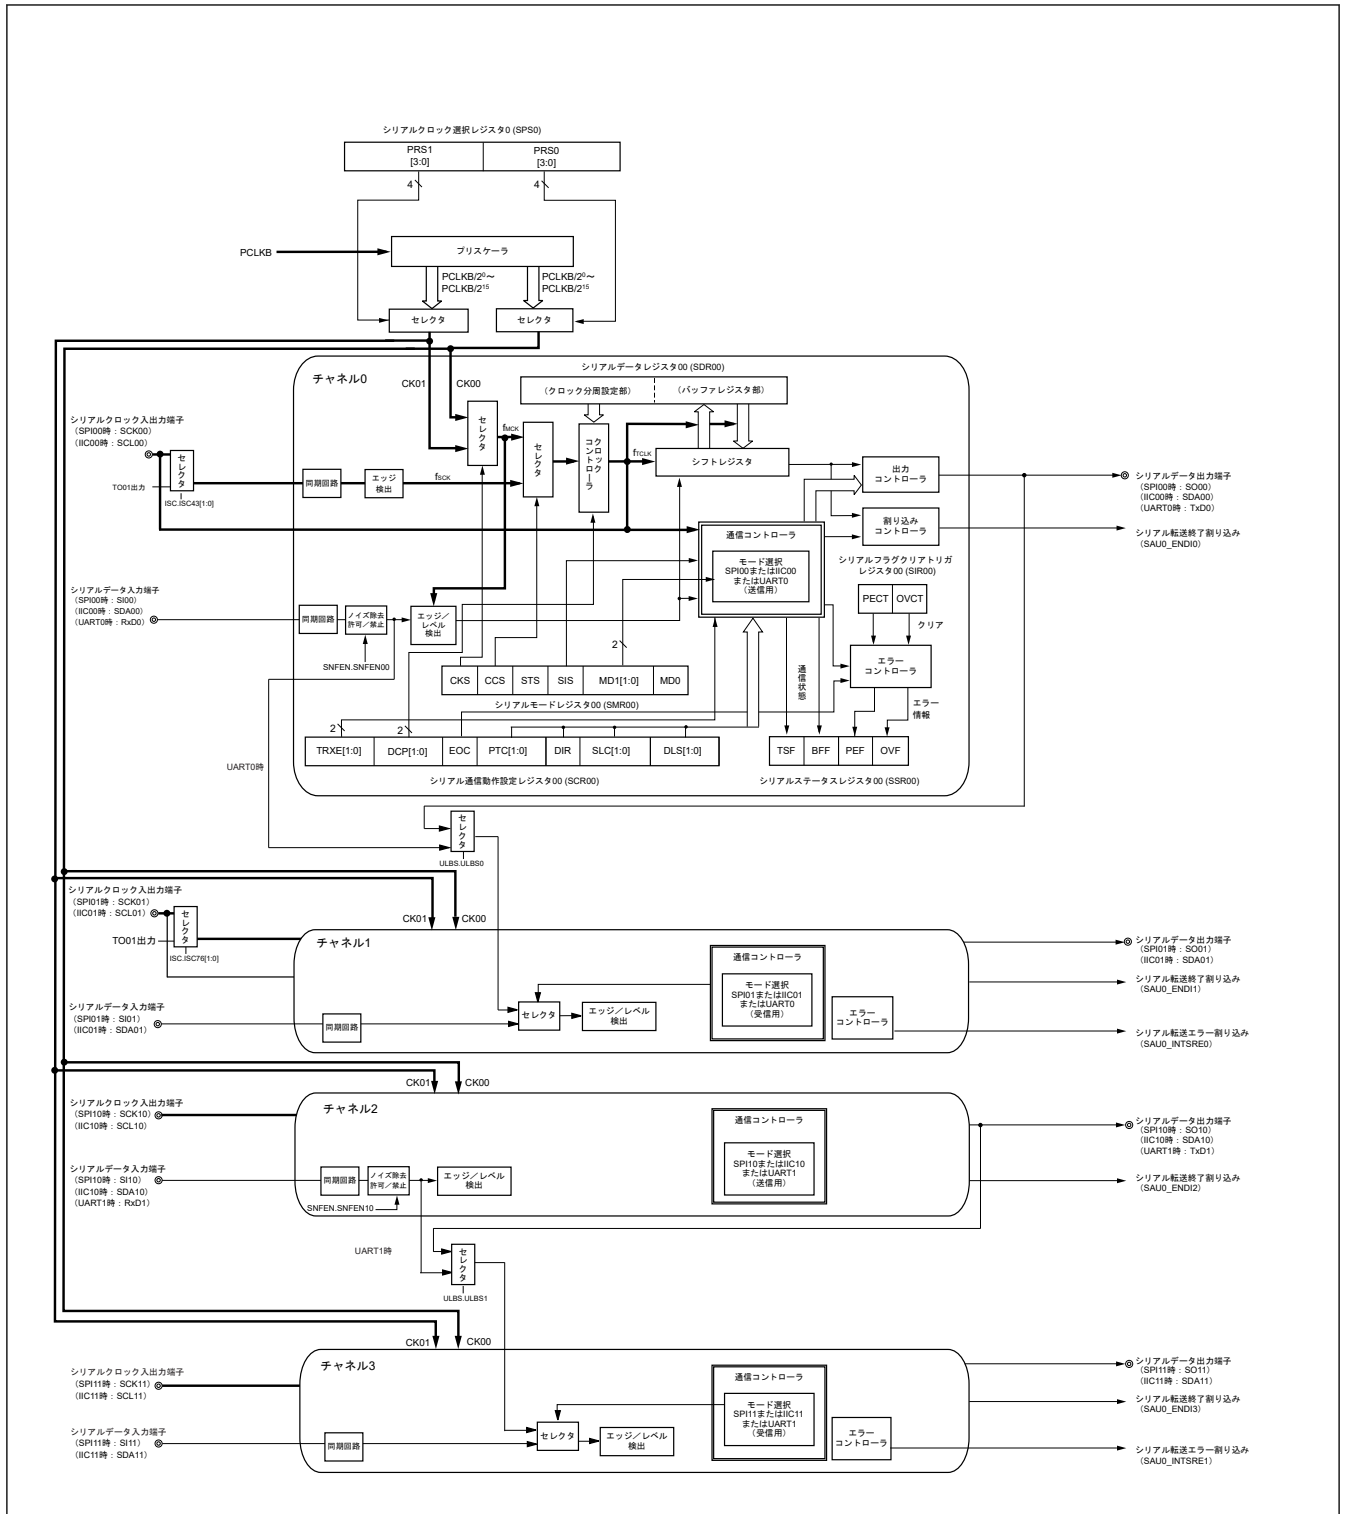 シリアルクロック選択レジスタ0 (SPS0)
PRS1
[3:0]
PRS0
[3:0]
4
4
PCLKB
プリスケーラ
PCLKB/2⁰～
PCLKB/2¹⁵
PCLKB/2⁰～
PCLKB/2¹⁵
セレクタ
セレクタ
チャネル0
CK01
CK00
シリアルデータレジスタ00 (SDR00)
（クロック分周設定部）
（バッファレジスタ部）
シリアルクロック入出力端子
（SPI00時：SCK00）
（IIC00時：SCL00）
セレクタ
TO01出力
ISC.ISC43[1:0]
同期回路
エッジ
検出
fSCK
セレクタ
fMCK
セレクタ
クロック
コントローラ
fTCLK
シフトレジスタ
出力
コントローラ
割り込み
コントローラ
シリアルデータ出力端子
（SPI00時：SO00）
（IIC00時：SDA00）
（UART0時：TxD0）
シリアル転送終了割り込み
（SAU0_ENDI0）
通信コントローラ
モード選択
SPI00またはIIC00
またはUART0
（送信用）
シリアルフラグクリアトリガ
レジスタ00 (SIR00)
PECT
OVCT
クリア
エラー
コントローラ
エラー
情報
通信状態
シリアルデータ入力端子
（SPI00時：SI00）
（IIC00時：SDA00）
（UART0時：RxD0）
同期回路
ノイズ除去
許可／禁止
エッジ／
レベル
検出
SNFEN.SNFEN00
2
CKS
CCS
STS
SIS
MD1[1:0]
MD0
シリアルモードレジスタ00 (SMR00)
2
2
TRXE[1:0]
DCP[1:0]
EOC
PTC[1:0]
DIR
SLC[1:0]
DLS[1:0]
シリアル通信動作設定レジスタ00 (SCR00)
TSF
BFF
PEF
OVF
シリアルステータスレジスタ00 (SSR00)
UART0時
セレクタ
ULBS.ULBS0
シリアルクロック入出力端子
（SPI01時：SCK01）
（IIC01時：SCL01）
セレクタ
TO01出力
ISC.ISC76[1:0]
CK01
CK00
チャネル1
通信コントローラ
モード選択
SPI01またはIIC01
またはUART0
（受信用）
エラー
コントローラ
シリアルデータ出力端子
（SPI01時：SO01）
（IIC01時：SDA01）
シリアル転送終了割り込み
（SAU0_ENDI1）
シリアル転送エラー割り込み
（SAU0_INTSRE0）
シリアルデータ入力端子
（SPI01時：SI01）
（IIC01時：SDA01）
同期回路
セレクタ
エッジ／レベル
検出
CK01
CK00
シリアルクロック入出力端子
（SPI10時：SCK10）
（IIC10時：SCL10）
チャネル2
通信コントローラ
モード選択
SPI10またはIIC10
またはUART1
（送信用）
シリアルデータ出力端子
（SPI10時：SO10）
（IIC10時：SDA10）
（UART1時：TxD1）
シリアル転送終了割り込み
（SAU0_ENDI2）
シリアルデータ入力端子
（SPI10時：SI10）
（IIC10時：SDA10）
（UART1時：RxD1）
同期回路
ノイズ除去
許可／禁止
エッジ／レベル
検出
SNFEN.SNFEN10
UART1時
セレクタ
ULBS.ULBS1
CK01
CK00
チャネル3
シリアルクロック入出力端子
（SPI11時：SCK11）
（IIC11時：SCL11）
通信コントローラ
モード選択
SPI11またはIIC11
またはUART1
（受信用）
エラー
コントローラ
シリアルデータ出力端子
（SPI11時：SO11）
（IIC11時：SDA11）
シリアル転送終了割り込み
（SAU0_ENDI3）
シリアル転送エラー割り込み
（SAU0_INTSRE1）
シリアルデータ入力端子
（SPI11時：SI11）
（IIC11時：SDA11）
同期回路
セレクタ
エッジ／レベル
検出